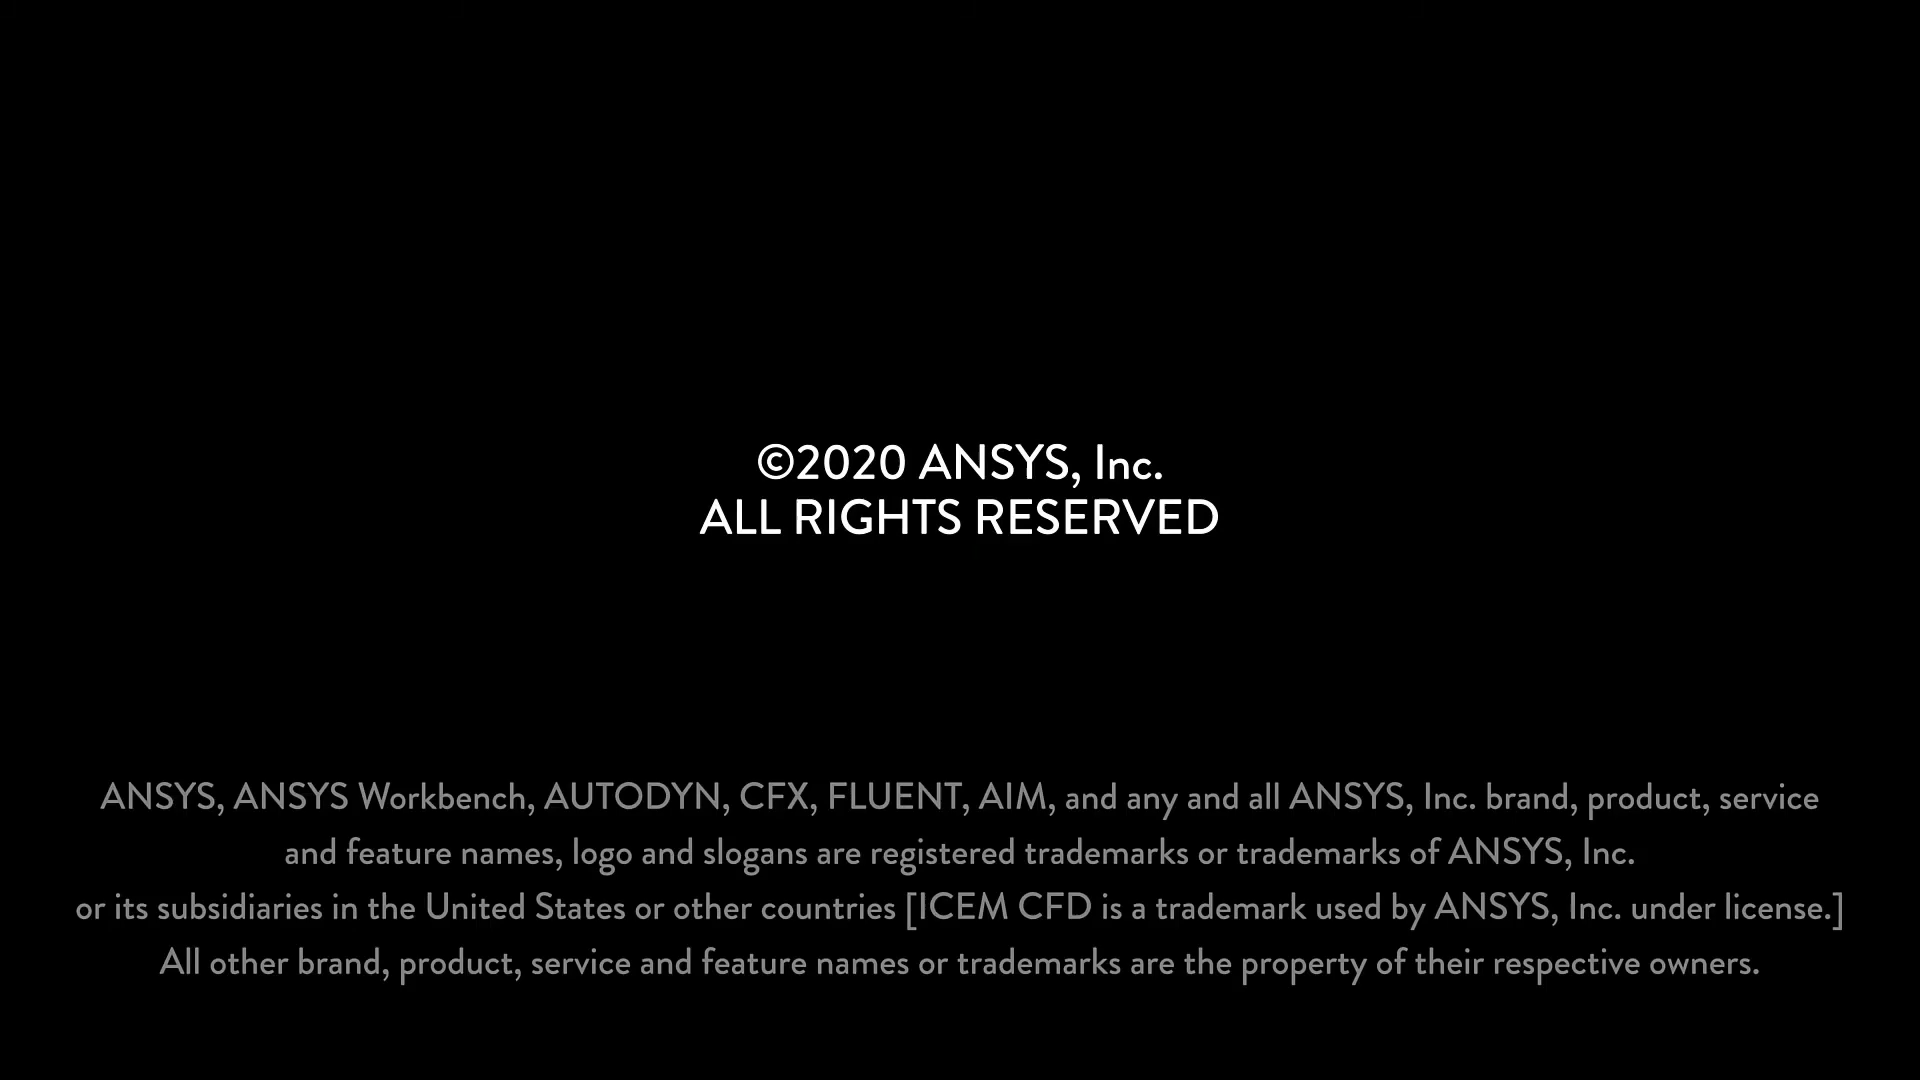 ©2020 ANSYS, Inc.
ALL RIGHTS RESERVED
ANSYS, ANSYS Workbench, AUTODYN, CFX, FLUENT, AIM, and any and all ANSYS, Inc. brand, product, service
and feature names, logo and slogans are registered trademarks or trademarks of ANSYS, Inc.
or its subsidiaries in the United States or other countries [ICEM CFD is a trademark used by ANSYS, Inc. under license.]
All other brand, product, service and feature names or trademarks are the property of their respective owners.